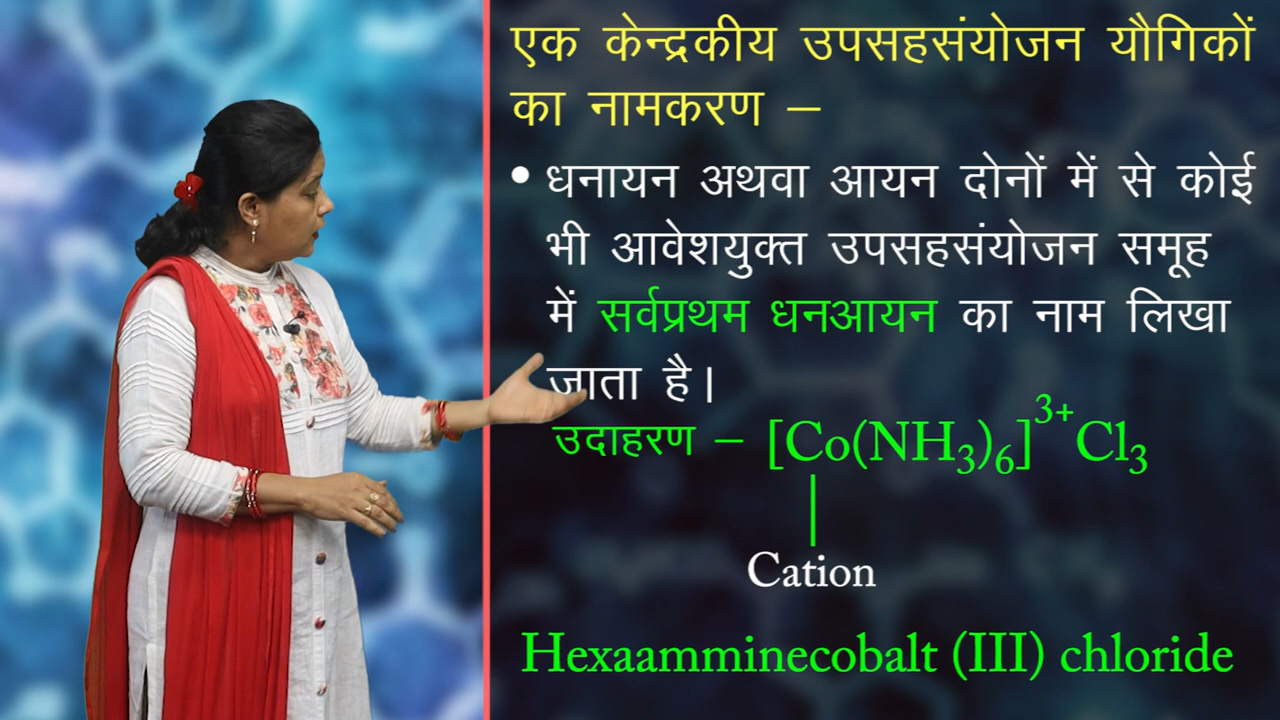 एक केन्द्रकीय उपसहसंयोजन यौगिकों
का नामकरण –
• धनायन अथवा आयन दोनों में से कोई
भी आवेशयुक्त उपसहसंयोजन समूह
में सर्वप्रथम धनआयन का नाम लिखा
जाता है।
उदाहरण – [Co(NH₃)₆]³⁺Cl₃
Cation
Hexaamminecobalt (III) chloride